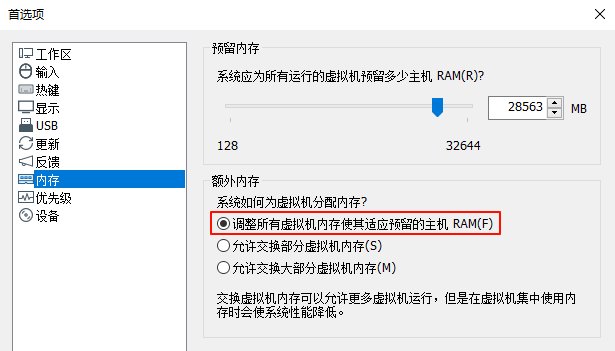 首选项
工作区
输入
热键
显示
USB
更新
反馈
内存
优先级
设备
预留内存
系统应为所有运行的虚拟机预留多少主机 RAM(R)?
28563 MB
128 32644
额外内存
系统如何为虚拟机分配内存?
调整所有虚拟机内存使其适应预留的主机 RAM(F)
允许交换部分虚拟机内存(S)
允许交换大部分虚拟机内存(M)
交换虚拟机内存可以允许更多虚拟机运行，但是在虚拟机集中使用内
存时会使系统性能降低。